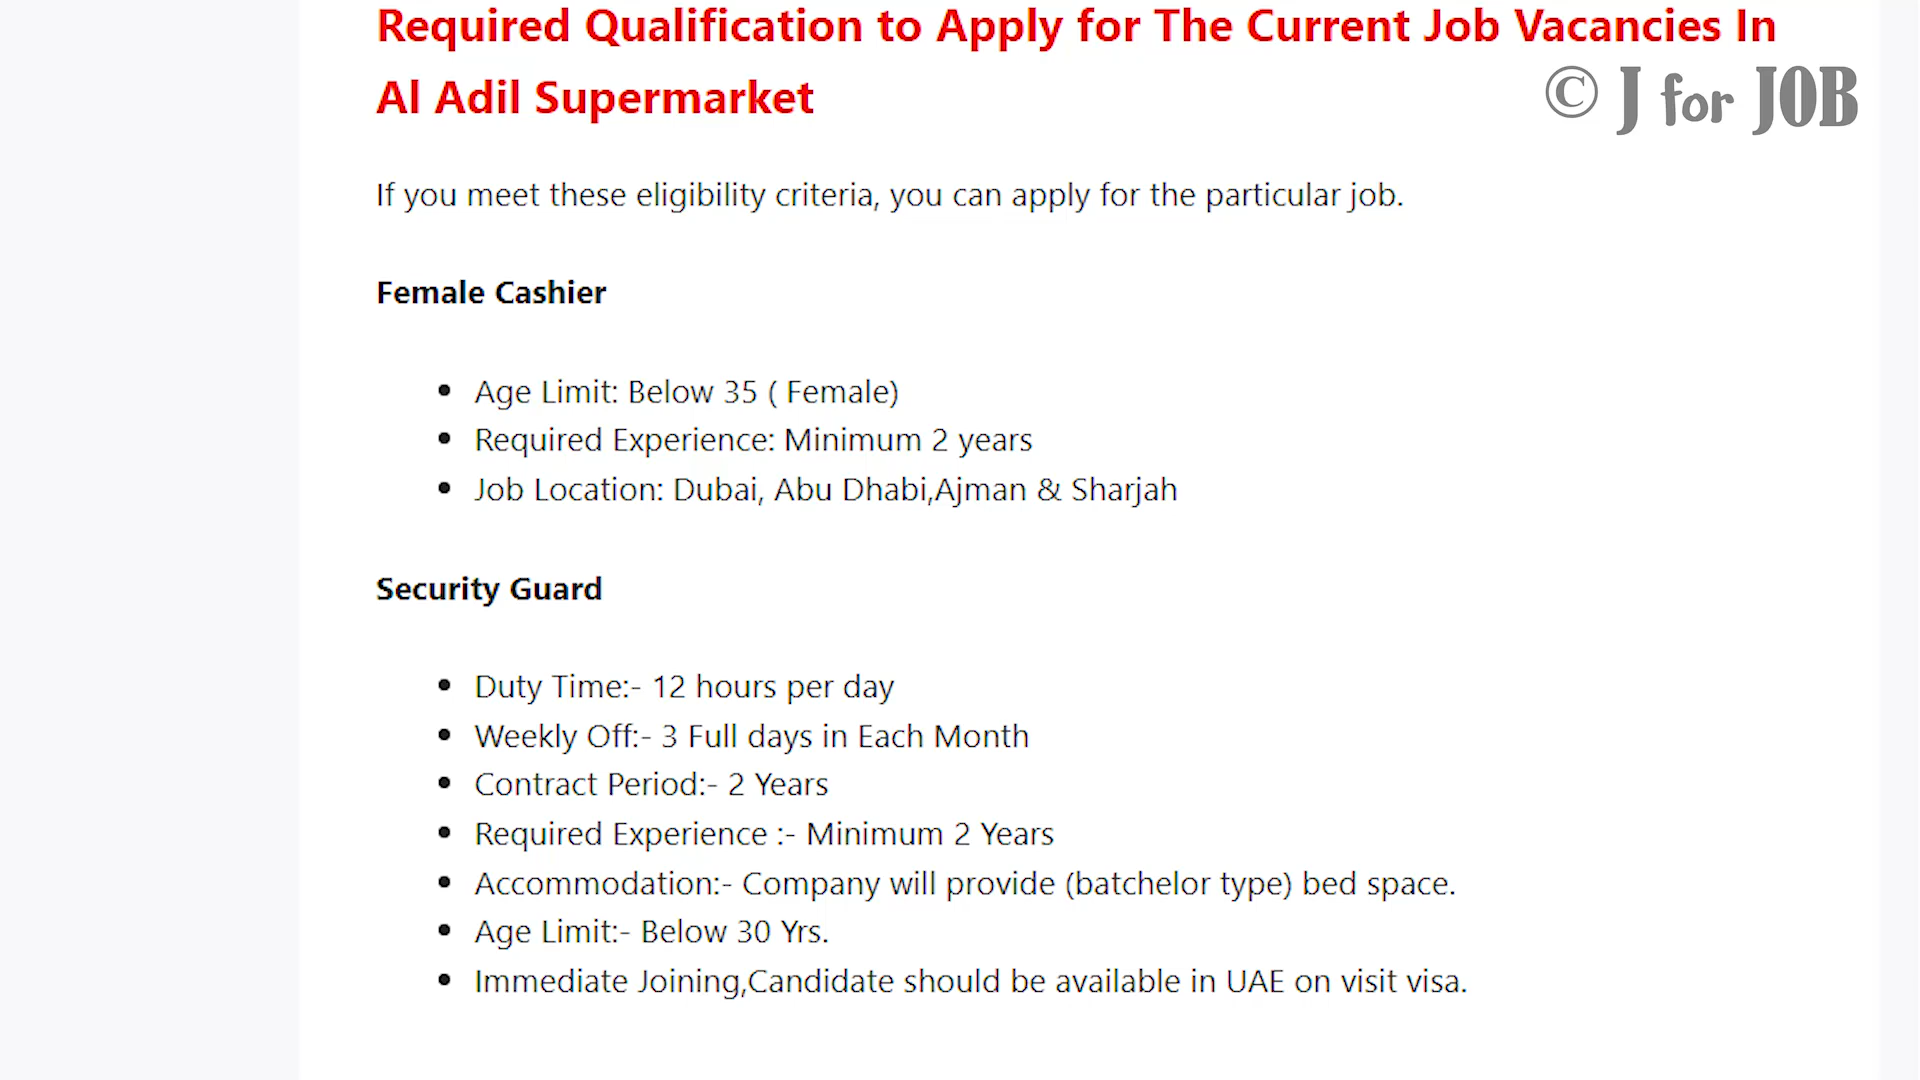 Required Qualification to Apply for The Current Job Vacancies In
Al Adil Supermarket
© J for JOB
If you meet these eligibility criteria, you can apply for the particular job.
Female Cashier
• Age Limit: Below 35 ( Female)
• Required Experience: Minimum 2 years
• Job Location: Dubai, Abu Dhabi,Ajman & Sharjah
Security Guard
• Duty Time:- 12 hours per day
• Weekly Off:- 3 Full days in Each Month
• Contract Period:- 2 Years
• Required Experience :- Minimum 2 Years
• Accommodation:- Company will provide (batchelor type) bed space.
• Age Limit:- Below 30 Yrs.
• Immediate Joining,Candidate should be available in UAE on visit visa.